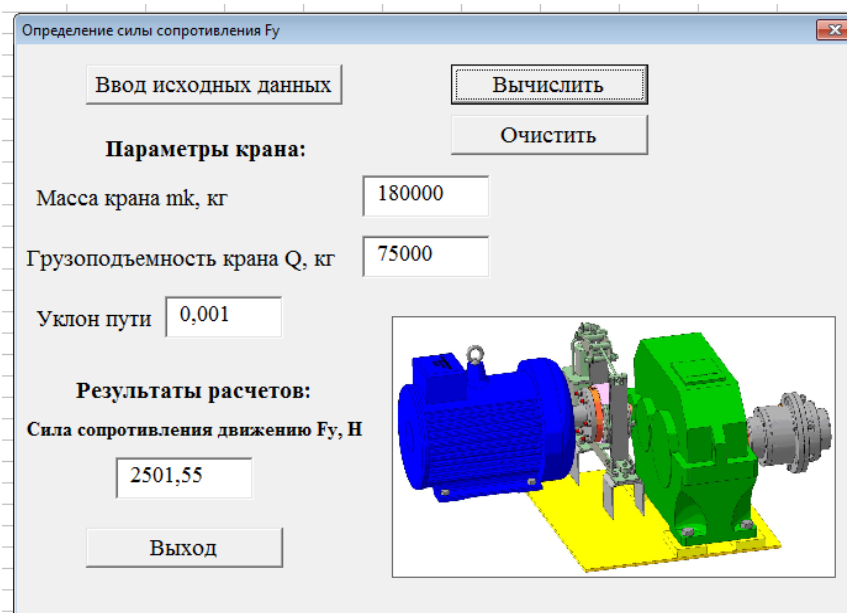 Определение силы сопротивления Fy
Ввод исходных данных
Вычислить
Очистить
Параметры крана:
Масса крана mk, кг
180000
Грузоподъемность крана Q, кг
75000
Уклон пути
0,001
Результаты расчетов:
Сила сопротивления движению Fy, Н
2501,55
Выход